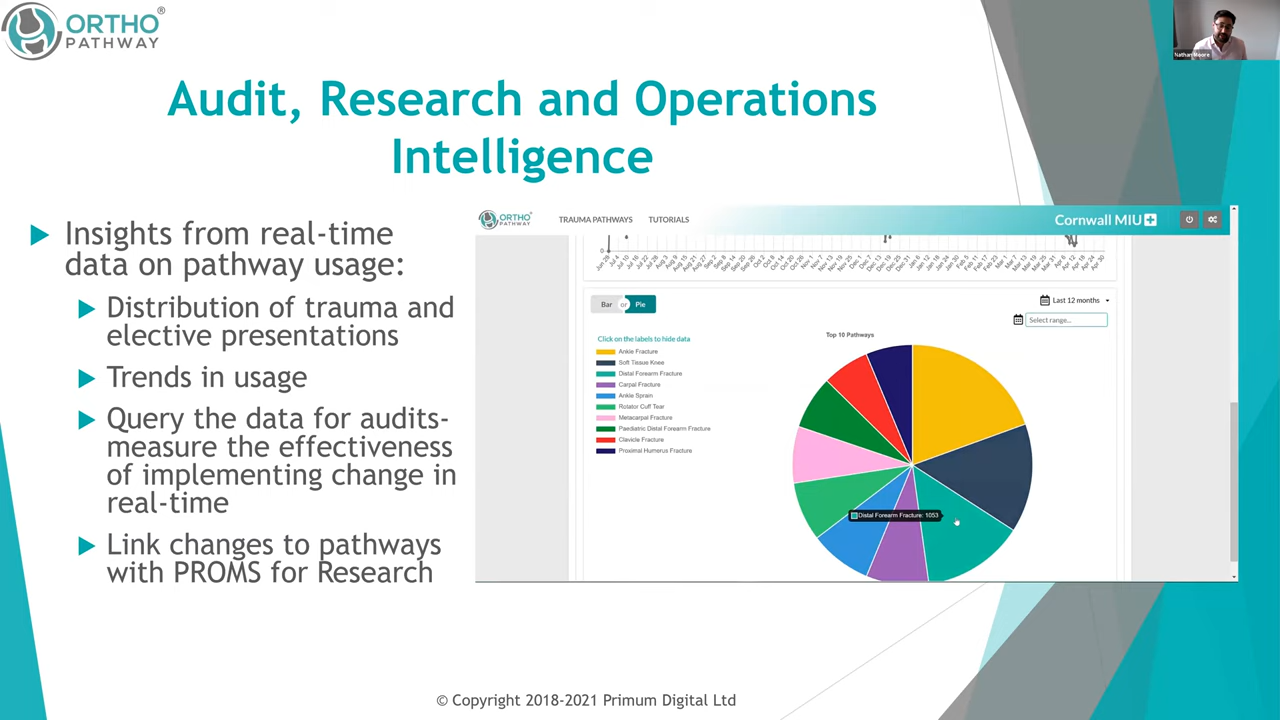 ORTHO®
PATHWAY
Nathan Moore
Audit, Research and Operations
Intelligence
Insights from real-time
data on pathway usage:
Distribution of trauma and
elective presentations
Trends in usage
Query the data for audits-
measure the effectiveness
of implementing change in
real-time
Link changes to pathways
with PROMS for Research
ORTHO
PATHWAY
TRAUMA PATHWAYS TUTORIALS
Cornwall MIU
0
Bar or Pie
Last 12 months
Select range...
Click on the labels to hide data
Top 10 Pathways
Ankle Fracture
Soft Tissue Knee
Distal Forearm Fracture
Carpal Fracture
Ankle Sprain
Rotator Cuff Tear
Metacarpal Fracture
Paediatric Distal Forearm Fracture
Clavicle Fracture
Proximal Humerus Fracture
Distal Forearm Fracture: 1053
© Copyright 2018-2021 Primum Digital Ltd